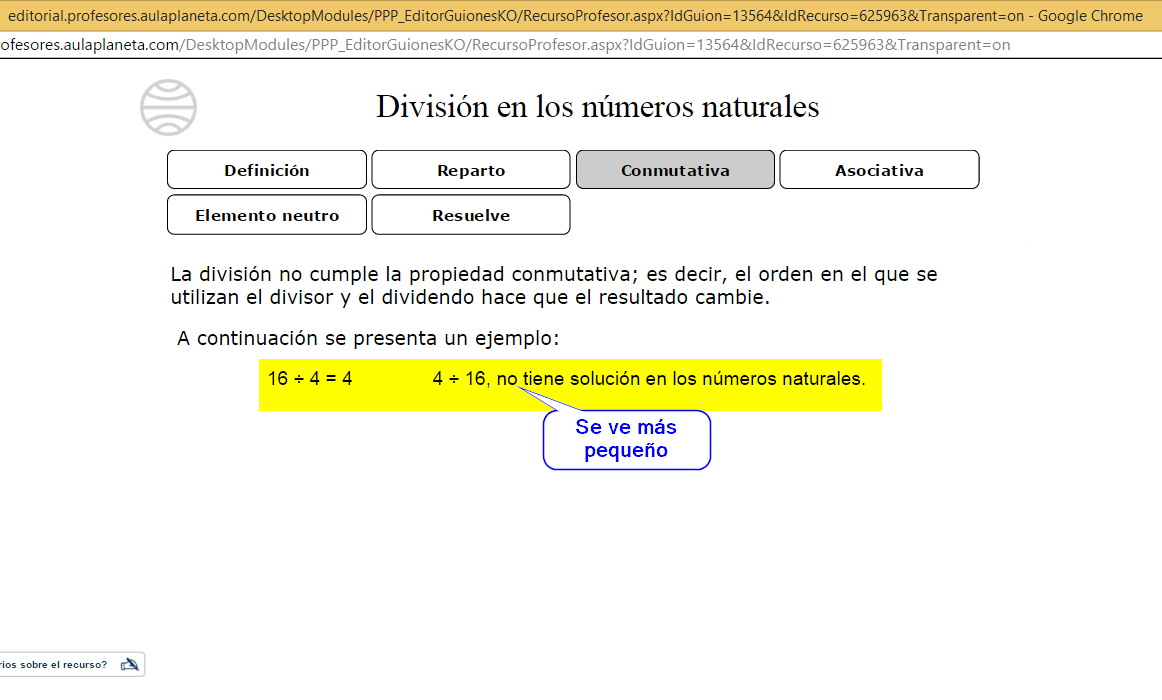 editorial.profesores.aulaplaneta.com/DesktopModules/PPP_EditorGuionesKO/RecursoProfesor.aspx?IdGuion=13564&IdRecurso=625963&Transparent=on - Google Chrome
ofesores.aulaplaneta.com/DesktopModules/PPP_EditorGuionesKO/RecursoProfesor.aspx?IdGuion=13564&IdRecurso=625963&Transparent=on
División en los números naturales
Definición Reparto Conmutativa Asociativa
Elemento neutro Resuelve
La división no cumple la propiedad conmutativa; es decir, el orden en el que se
utilizan el divisor y el dividendo hace que el resultado cambie.
A continuación se presenta un ejemplo:
16 ÷ 4 = 4 4 ÷ 16, no tiene solución en los números naturales.
Se ve más
pequeño
rios sobre el recurso?